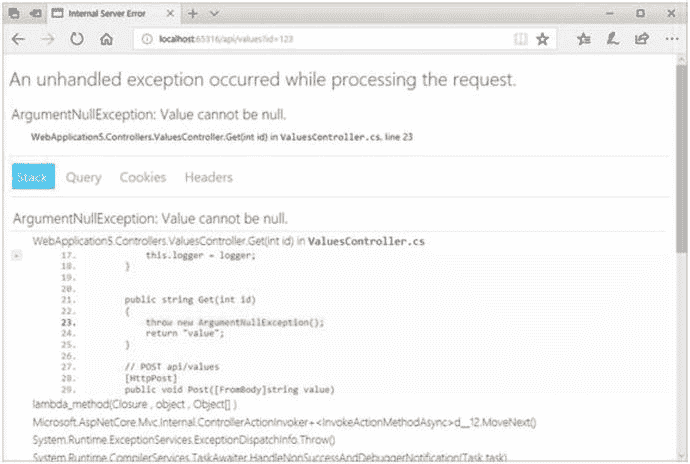 Internal Server Error
localhost:65316/api/values?id=123
An unhandled exception occurred while processing the request.
ArgumentNullException: Value cannot be null.
WebApplication5.Controllers.ValuesController.Get(int id) in ValuesController.cs, line 23
Stack Query Cookies Headers
ArgumentNullException: Value cannot be null.
WebApplication5.Controllers.ValuesController.Get(int id) in ValuesController.cs
17. this.logger = logger;
18. }
19.
20.
21. public string Get(int id)
22. {
23. throw new ArgumentNullException();
24. return "value";
25. }
26.
27. // POST api/values
28. [HttpPost]
29. public void Post([FromBody]string value)
lambda_method(Closure , object , Object[] )
Microsoft.AspNetCore.Mvc.Internal.ControllerActionInvoker+<InvokeActionMethodAsync>d__12.MoveNext()
System.Runtime.ExceptionServices.ExceptionDispatchInfo.Throw()
System.Runtime.CompilerServices.TaskAwaiter.HandleNonSuccessAndDebuggerNotification(Task task)